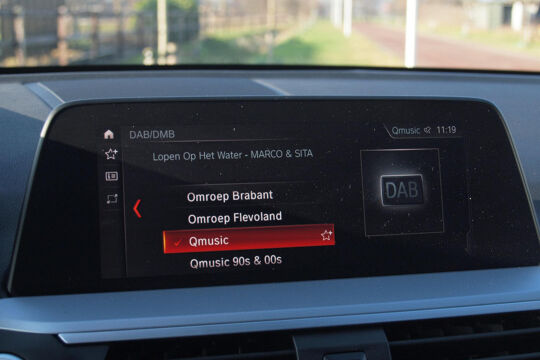 DAB/DMB
Qmusic 11:19
Lopen Op Het Water - MARCO & SITA
DAB
Omroep Brabant
Omroep Flevoland
Qmusic
Qmusic 90s & 00s